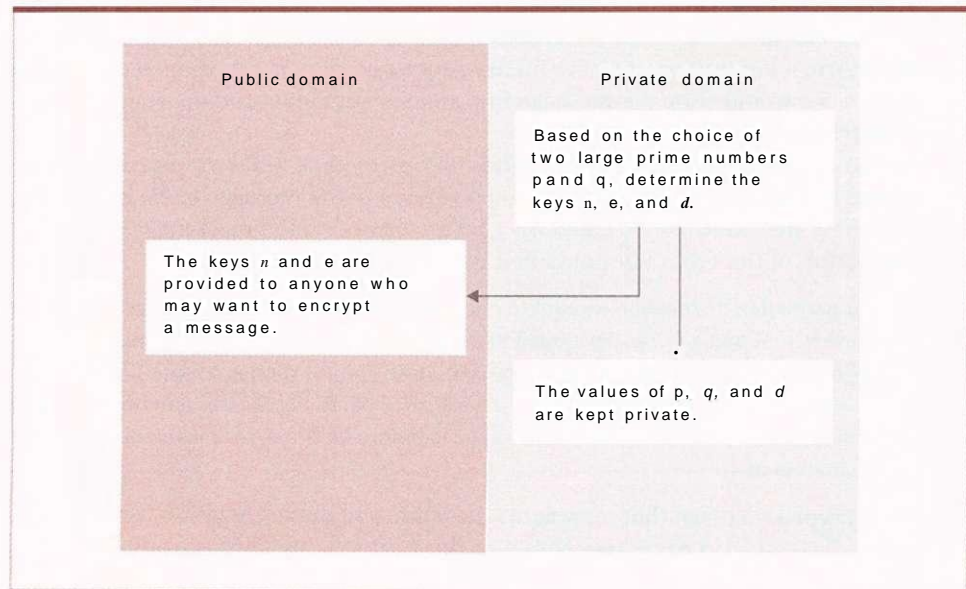 Public domain
Private domain
Based on the choice of
two large prime numbers
pand q, determine the
keys n, e, and d.
The keys n and e are
provided to anyone who
may want to encrypt
a message.
The values of p, q, and d
are kept private.